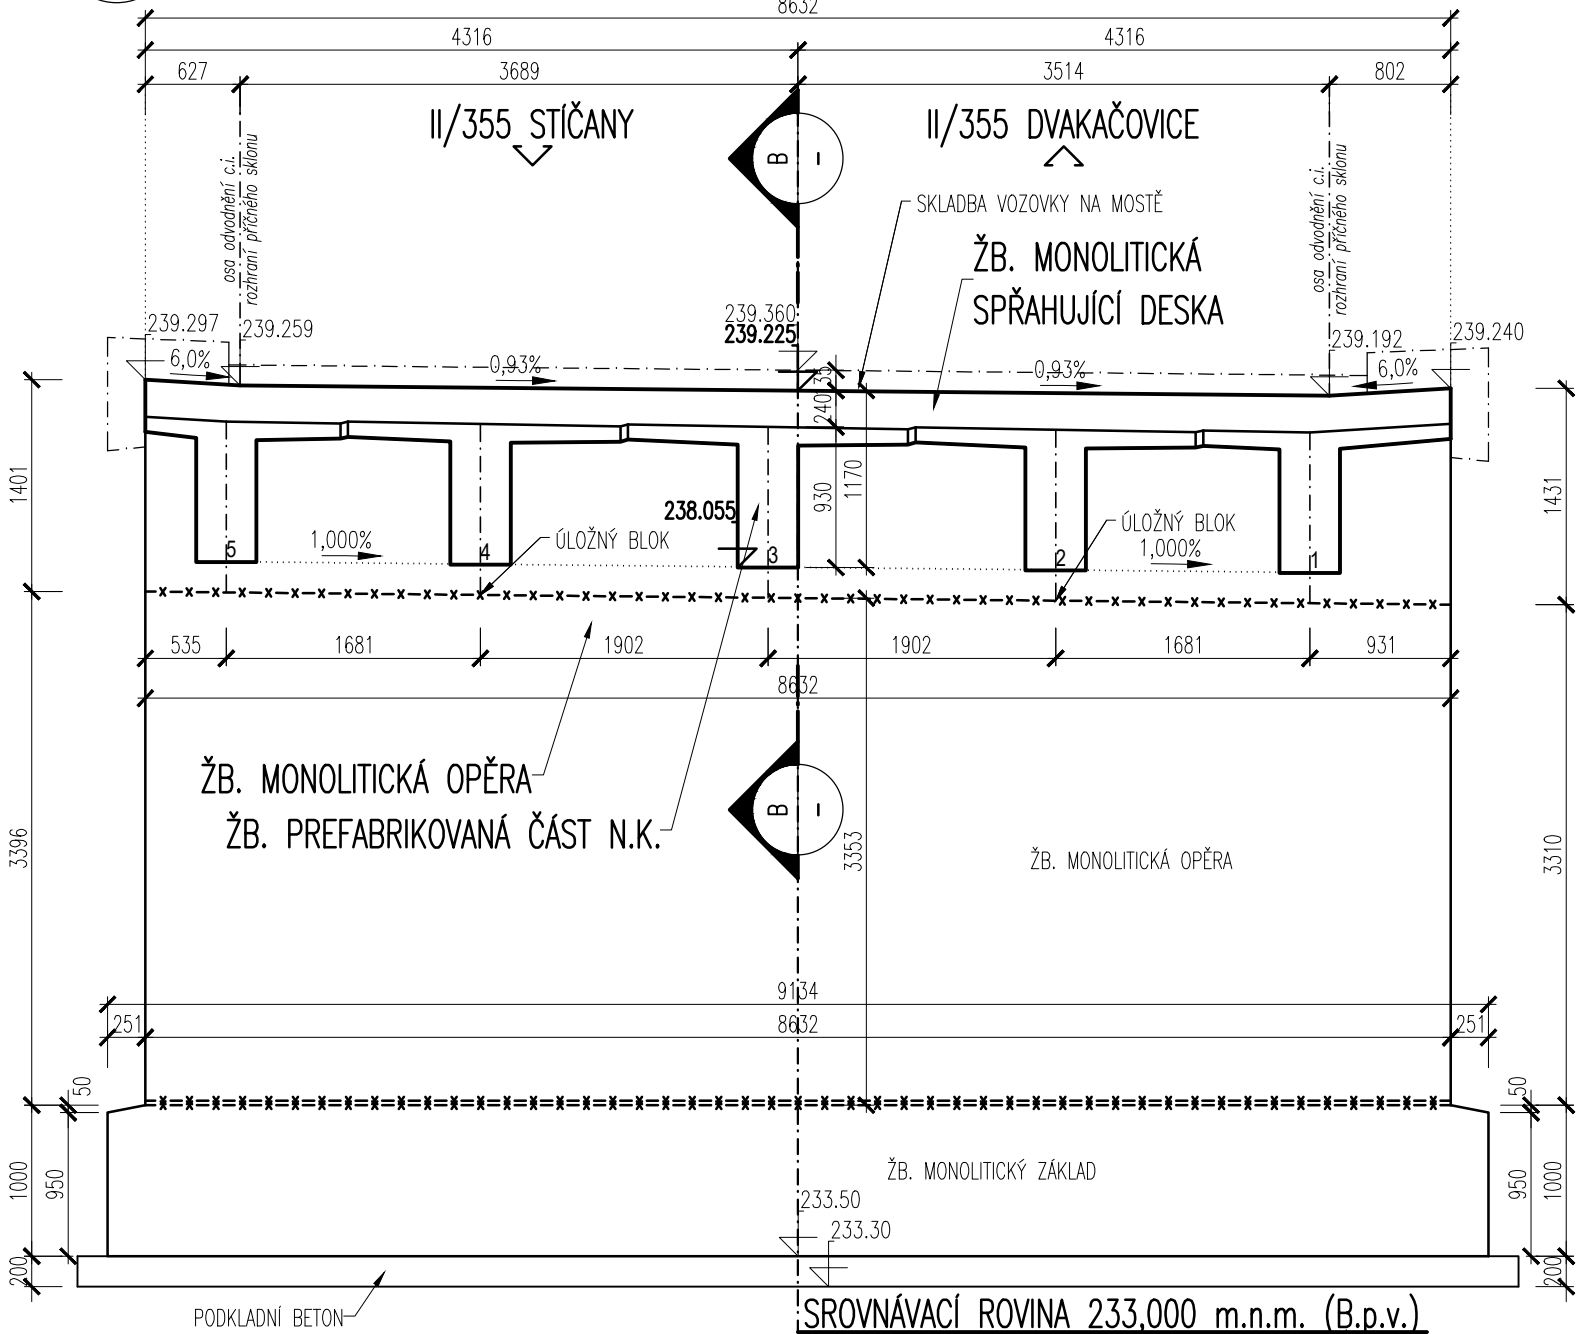 8632
4316
4316
627
3689
3514
802
II/355 STÍČANY
II/355 DVAKAČOVICE
B
osa odvodnění c.i.
rozhraní příčného sklonu
osa odvodnění c.i.
rozhraní příčného sklonu
SKLADBA VOZOVKY NA MOSTĚ
ŽB. MONOLITICKÁ
SPŘAHUJÍCÍ DESKA
239.297
239.259
239.360
239.225
239.192
239.240
6,0%
0,93%
135
0,93%
6,0%
240
1401
930
1170
1431
238.055
ÚLOŽNÝ BLOK
ÚLOŽNÝ BLOK
1,000%
1,000%
5
4
3
2
1
535
1681
1902
1902
1681
931
8632
ŽB. MONOLITICKÁ OPĚRA
ŽB. PREFABRIKOVANÁ ČÁST N.K.
B
3396
3353
3310
ŽB. MONOLITICKÁ OPĚRA
9134
251
8632
251
50
50
1000
950
ŽB. MONOLITICKÝ ZÁKLAD
950
1000
233.50
233.30
200
200
PODKLADNÍ BETON
SROVNÁVACÍ ROVINA 233,000 m.n.m. (B.p.v.)